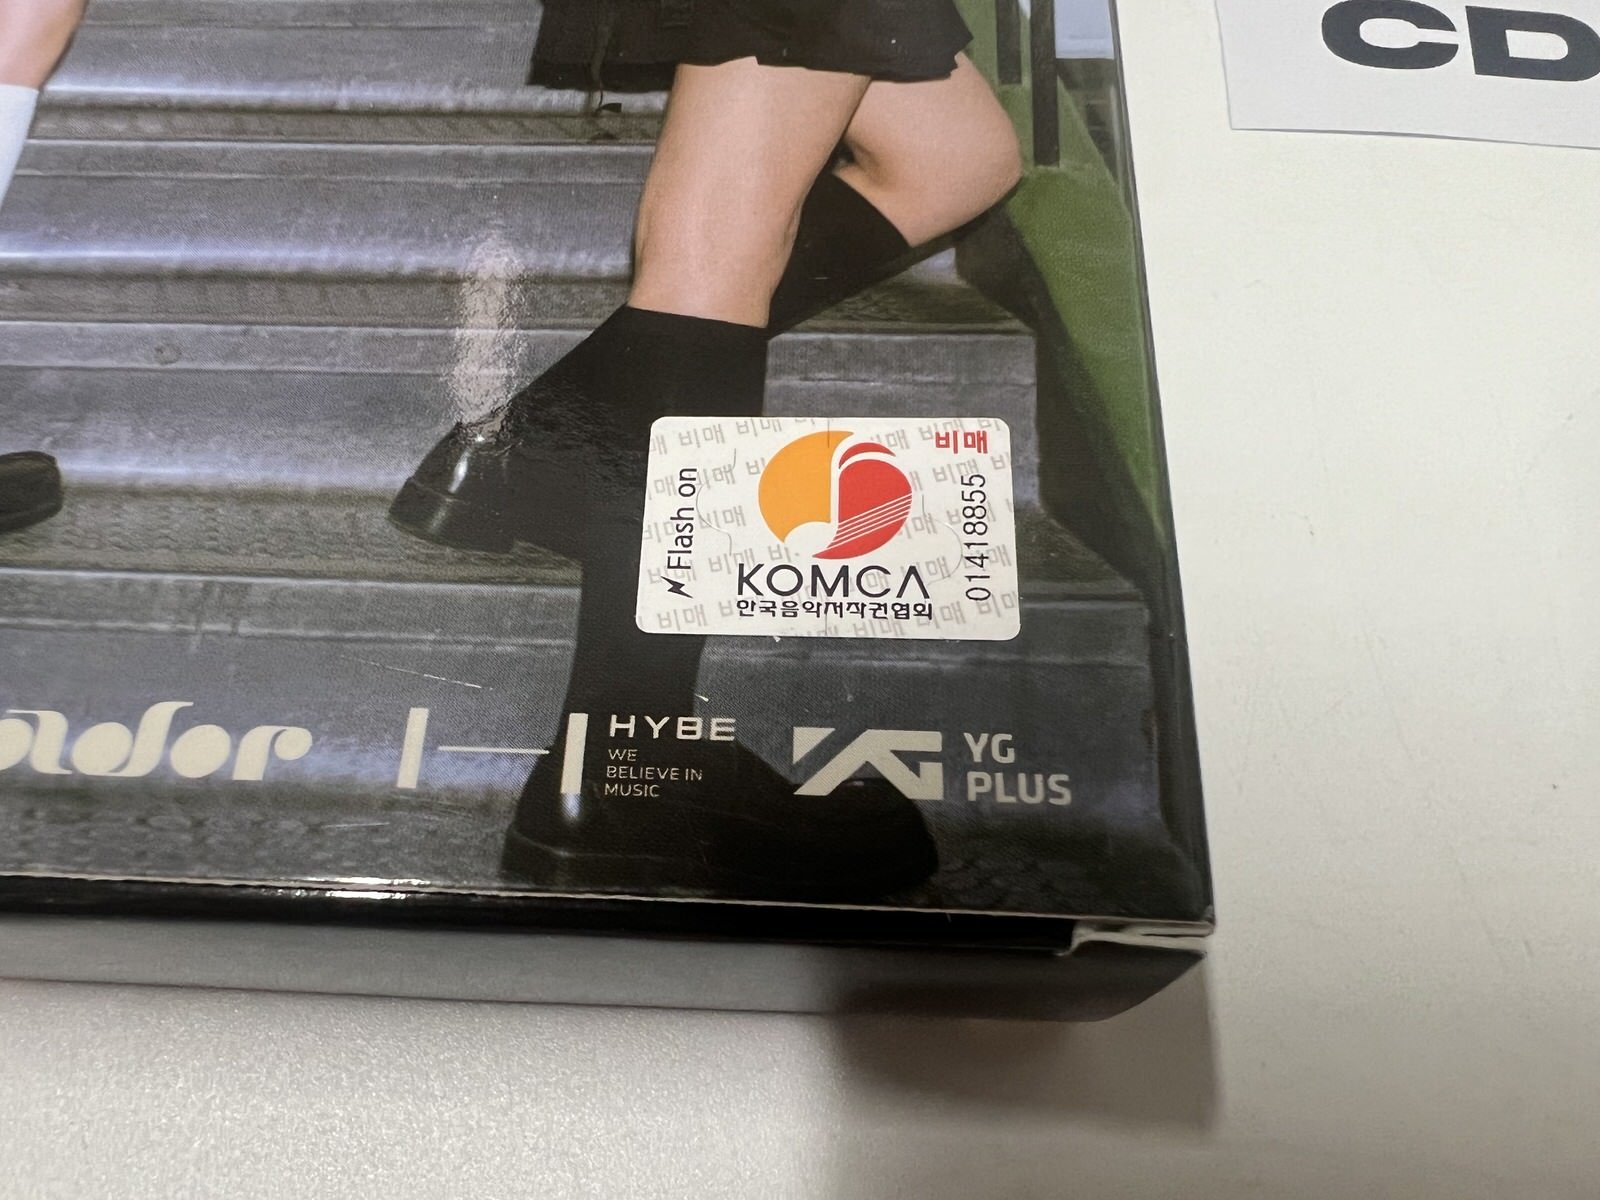 CD
비매
Flash on
01418855
KOMCA
한국음악저작권협회
ador
HYBE
WE
BELIEVE IN
MUSIC
YG
PLUS